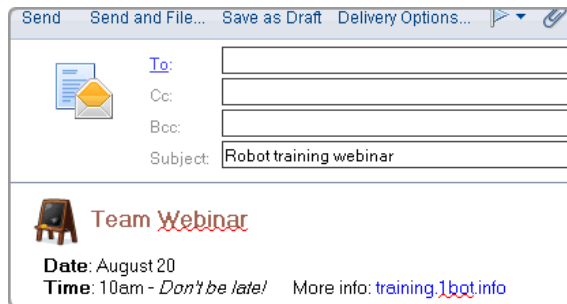 Send Send and File... Save as Draft Delivery Options...
To:
Cc:
Bcc:
Subject: Robot training webinar
Team Webinar
Date: August 20
Time: 10am - Don't be late! More info: training.1bot.info